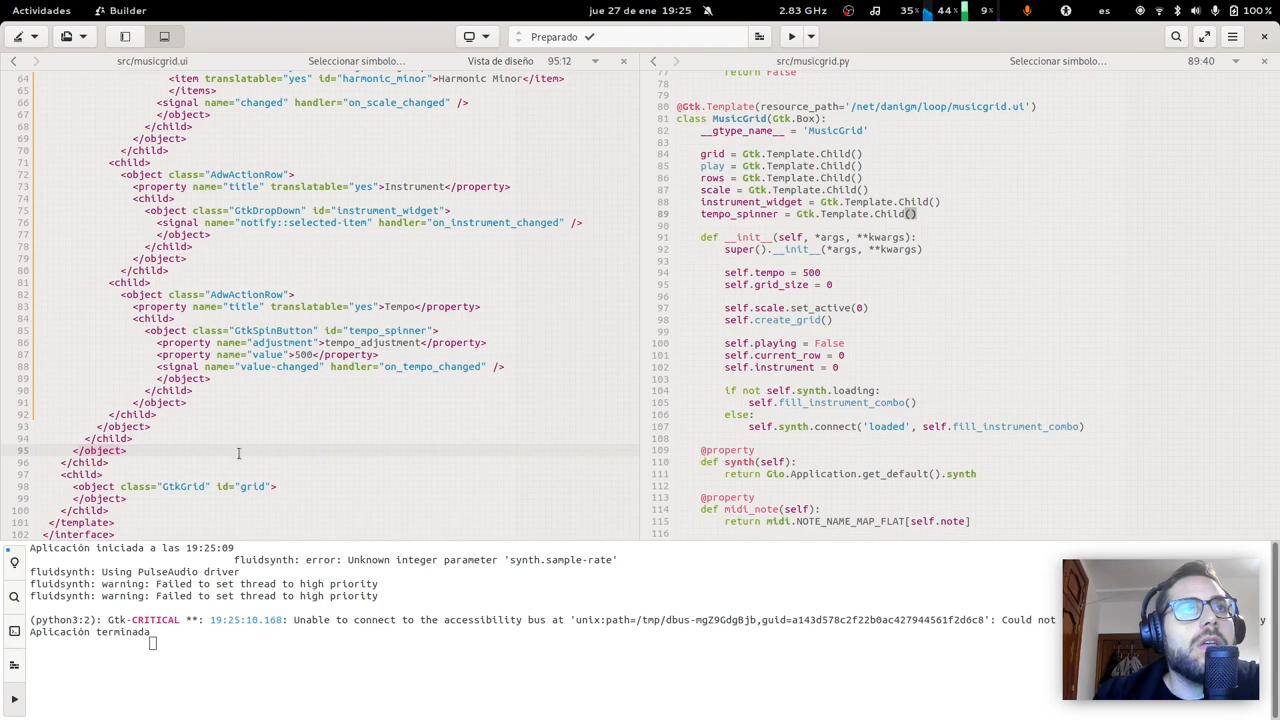 Actividades
Builder
jue 27 de ene 19:25
2.83 GHz
35%
44%
9%
es
100 %
Preparado
src/musicgrid.ui
Seleccionar símbolo…
Vista de diseño
95:12
src/musicgrid.py
Seleccionar símbolo…
89:40
64 <item translatable="yes" id="harmonic_minor">Harmonic Minor</item>
65 </items>
66 <signal name="changed" handler="on_scale_changed" />
67 </object>
68 </child>
69 </object>
70 </child>
71 <child>
72 <object class="AdwActionRow">
73 <property name="title" translatable="yes">Instrument</property>
74 <child>
75 <object class="GtkDropDown" id="instrument_widget">
76 <signal name="notify::selected-item" handler="on_instrument_changed" />
77 </object>
78 </child>
79 </object>
80 </child>
81 <child>
82 <object class="AdwActionRow">
83 <property name="title" translatable="yes">Tempo</property>
84 <child>
85 <object class="GtkSpinButton" id="tempo_spinner">
86 <property name="adjustment">tempo_adjustment</property>
87 <property name="value">500</property>
88 <signal name="value-changed" handler="on_tempo_changed" />
89 </object>
90 </child>
91 </object>
92 </child>
93 </object>
94 </child>
95 </object>
96 </child>
97 <child>
98 <object class="GtkGrid" id="grid">
99 </object>
100 </child>
101 </template>
102 </interface>
77 return False
78
79
80 @Gtk.Template(resource_path='/net/danigm/loop/musicgrid.ui')
81 class MusicGrid(Gtk.Box):
82 __gtype_name__ = 'MusicGrid'
83
84 grid = Gtk.Template.Child()
85 play = Gtk.Template.Child()
86 rows = Gtk.Template.Child()
87 scale = Gtk.Template.Child()
88 instrument_widget = Gtk.Template.Child()
89 tempo_spinner = Gtk.Template.Child()
90
91 def __init__(self, *args, **kwargs):
92 super().__init__(*args, **kwargs)
93
94 self.tempo = 500
95 self.grid_size = 0
96
97 self.scale.set_active(0)
98 self.create_grid()
99
100 self.playing = False
101 self.current_row = 0
102 self.instrument = 0
103
104 if not self.synth.loading:
105 self.fill_instrument_combo()
106 else:
107 self.synth.connect('loaded', self.fill_instrument_combo)
108
109 @property
110 def synth(self):
111 return Gio.Application.get_default().synth
112
113 @property
114 def midi_note(self):
115 return midi.NOTE_NAME_MAP_FLAT[self.note]
116
Aplicación iniciada a las 19:25:09
fluidsynth: error: Unknown integer parameter 'synth.sample-rate'
fluidsynth: Using PulseAudio driver
fluidsynth: warning: Failed to set thread to high priority
fluidsynth: warning: Failed to set thread to high priority
(python3:2): Gtk-CRITICAL **: 19:25:10.168: Unable to connect to the accessibility bus at 'unix:path=/tmp/dbus-mgZ9GdgBjb,guid=a143d578c2f22b0ac427944561f2d6c8': Could not
Aplicación terminada